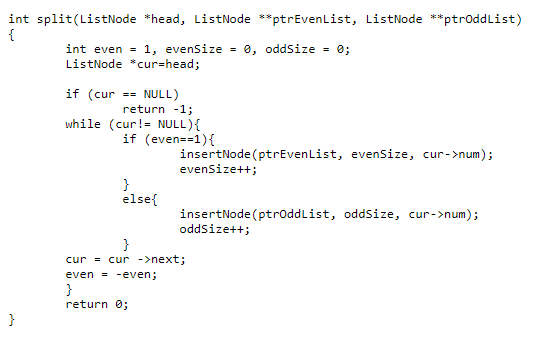 int split(ListNode *head, ListNode **ptrEvenList, ListNode **ptrOddList)
{
        int even = 1, evenSize = 0, oddSize = 0;
        ListNode *cur=head;

        if (cur == NULL)
                return -1;
        while (cur!= NULL){
                if (even==1){
                        insertNode(ptrEvenList, evenSize, cur->num);
                        evenSize++;
                }
                else{
                        insertNode(ptrOddList, oddSize, cur->num);
                        oddSize++;
                }
        cur = cur ->next;
        even = -even;
        }
        return 0;
}